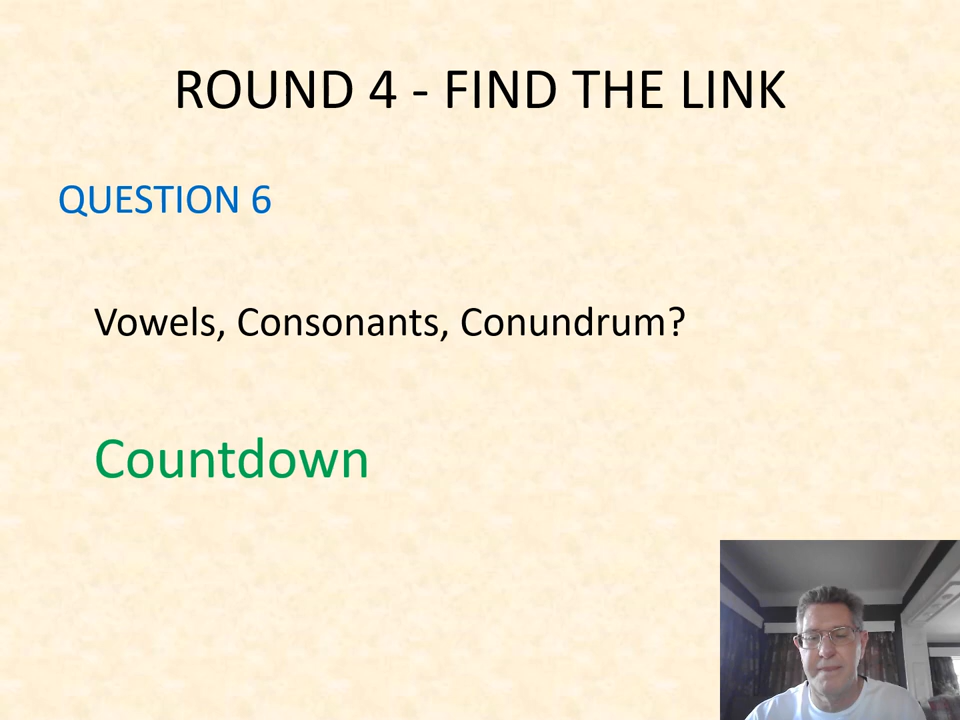 ROUND 4 - FIND THE LINK
QUESTION 6
Vowels, Consonants, Conundrum?
Countdown